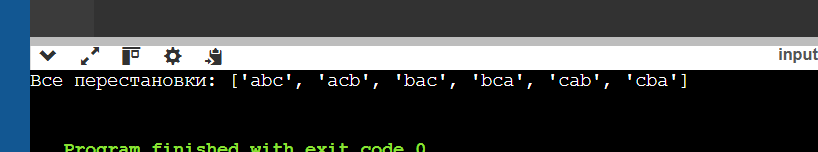 input
Все перестановки: ['abc', 'acb', 'bac', 'bca', 'cab', 'cba']
Program finished with exit code 0